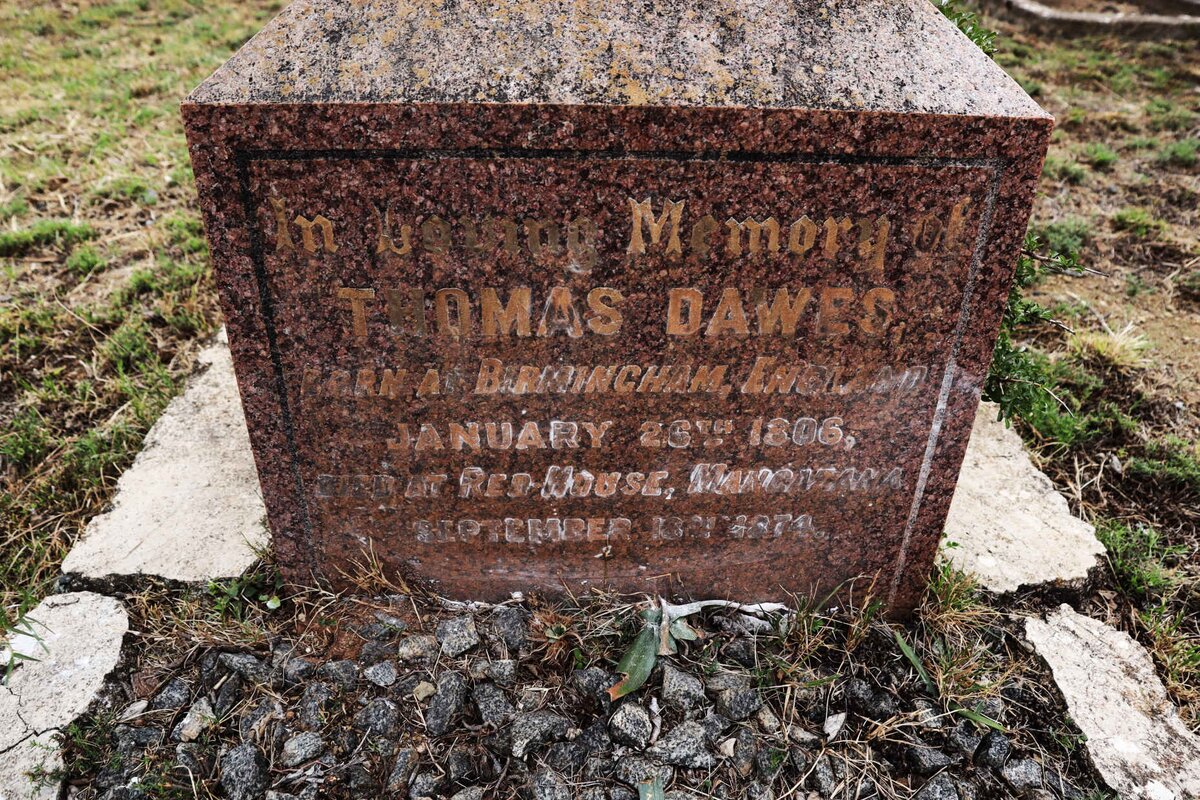 In Loving Memory of
THOMAS DAWES,
BORN AT BIRMINGHAM, ENGLAND
JANUARY 26TH 1806,
DIED AT RED HOUSE,
SEPTEMBER